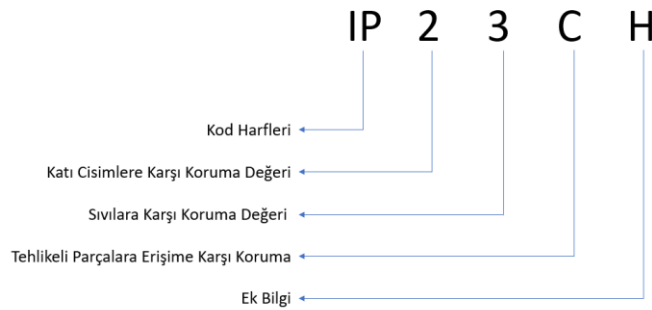 IP 2 3 C H
Kod Harfleri
Katı Cisimlere Karşı Koruma Değeri
Sıvılara Karşı Koruma Değeri
Tehlikeli Parçalara Erişime Karşı Koruma
Ek Bilgi